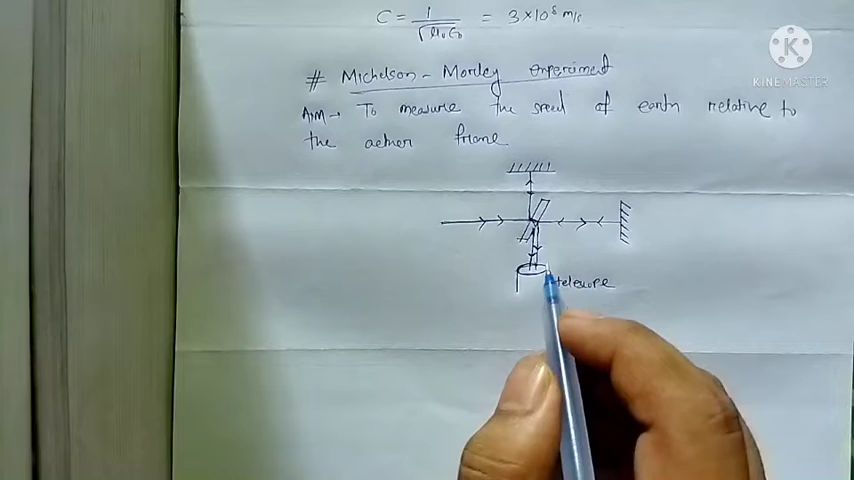 C = 1/√μ₀ε₀ = 3×10⁸ m/s
# Michelson - Morley experiment
AIM → To measure the speed of earth relative to
the aether frame
telescope
KINEMASTER